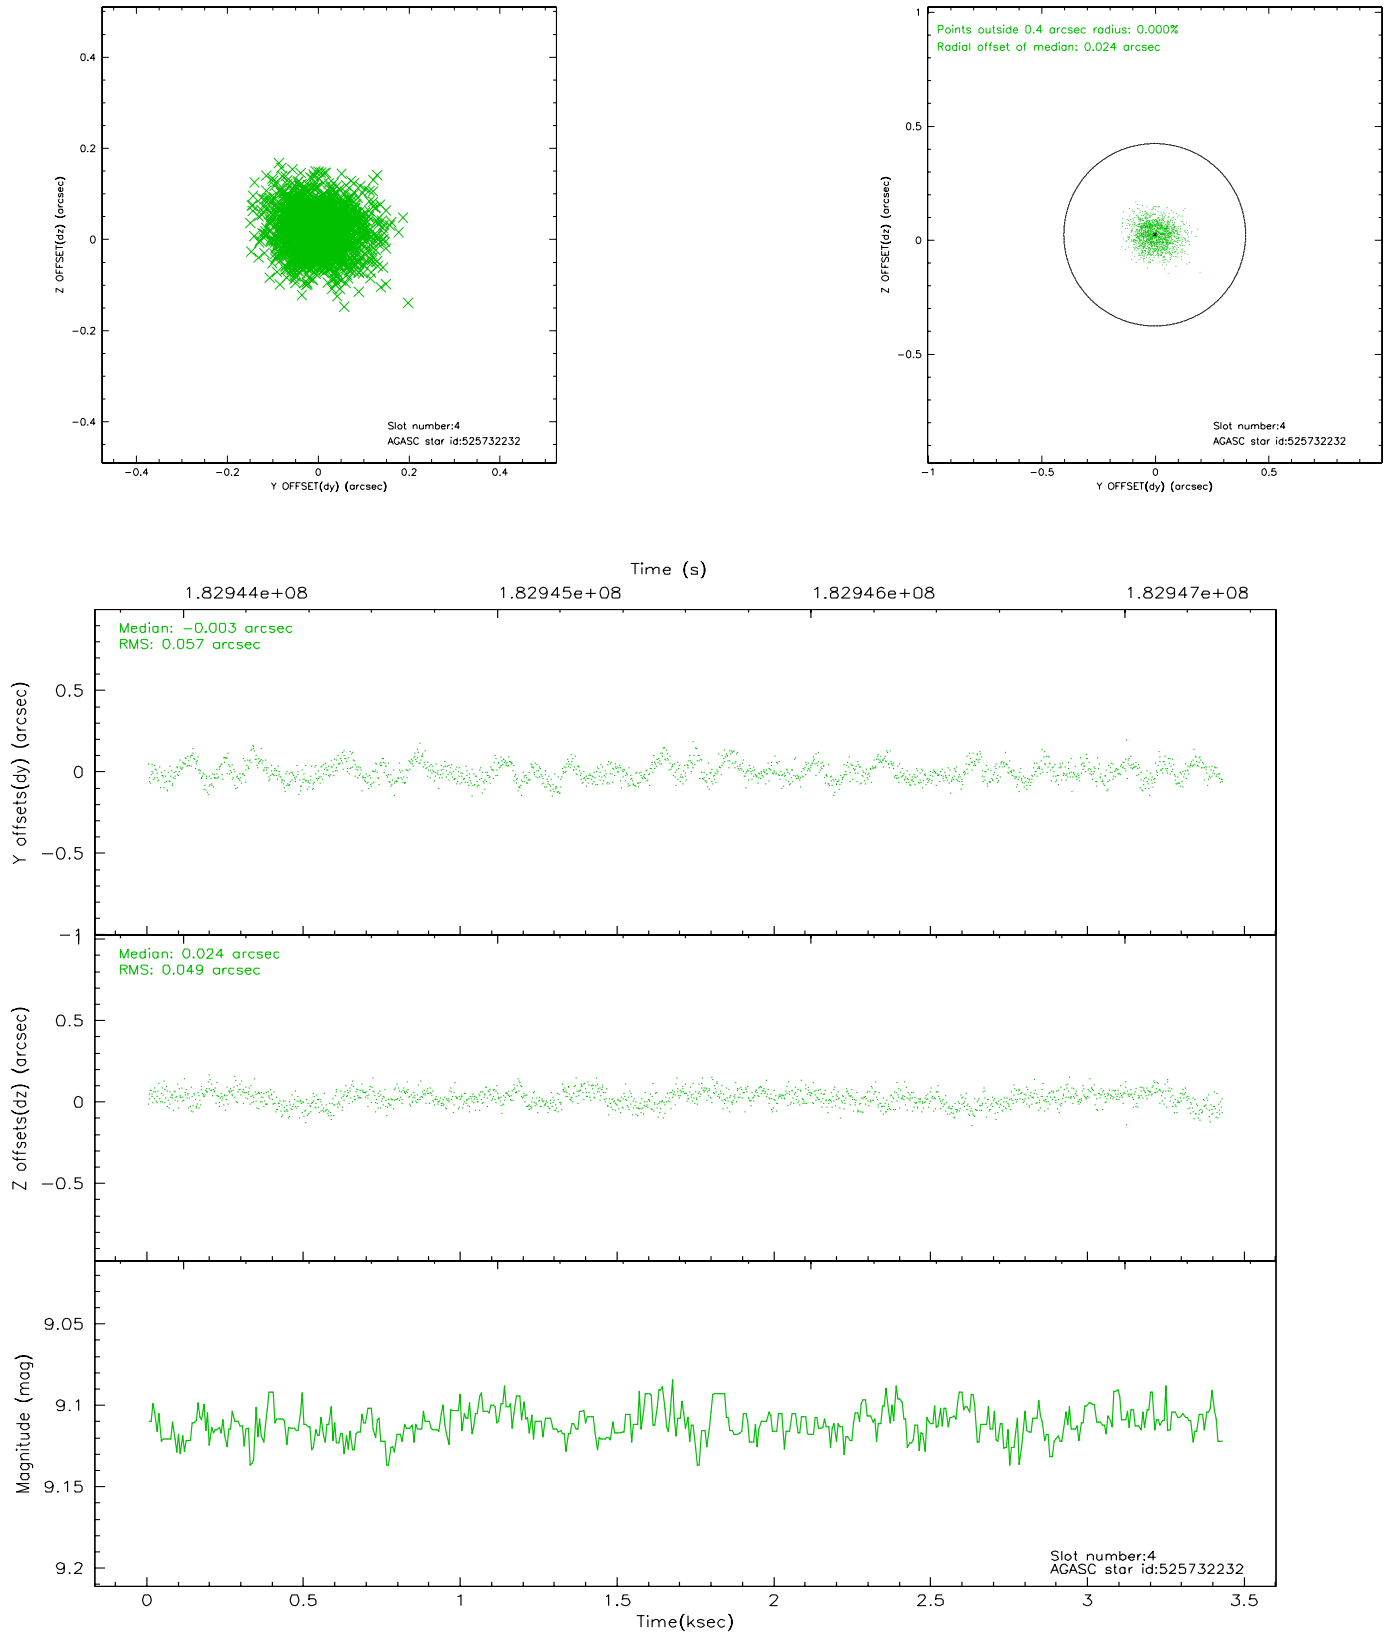 0.4
0.2
0
-0.2
-0.4
Z OFFSET(dz) (arcsec)
Slot number:4
AGASC star id:525732232
-0.4 -0.2 0 0.2 0.4
Y OFFSET(dy) (arcsec)
Points outside 0.4 arcsec radius: 0.000%
Radial offset of median: 0.024 arcsec
1
0.5
0
-0.5
Z OFFSET(dz) (arcsec)
Slot number:4
AGASC star id:525732232
-1 -0.5 0 0.5
Y OFFSET(dy) (arcsec)
Time (s)
1.82944e+08 1.82945e+08 1.82946e+08 1.82947e+08
Median: -0.003 arcsec
RMS: 0.057 arcsec
0.5
0
-0.5
-1
Y offsets(dy) (arcsec)
Median: 0.024 arcsec
RMS: 0.049 arcsec
1
0.5
0
-0.5
Z offsets(dz) (arcsec)
9.05
9.1
9.15
9.2
Magnitude (mag)
Slot number:4
AGASC star id:525732232
0 0.5 1 1.5 2 2.5 3 3.5
Time(ksec)